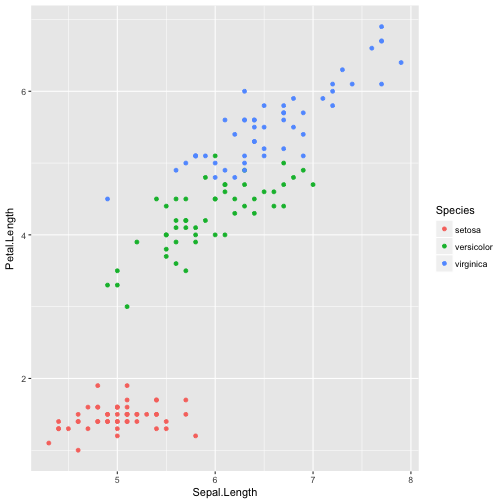 6
4
2
Petal.Length
5
6
7
8
Sepal.Length
Species
setosa
versicolor
virginica